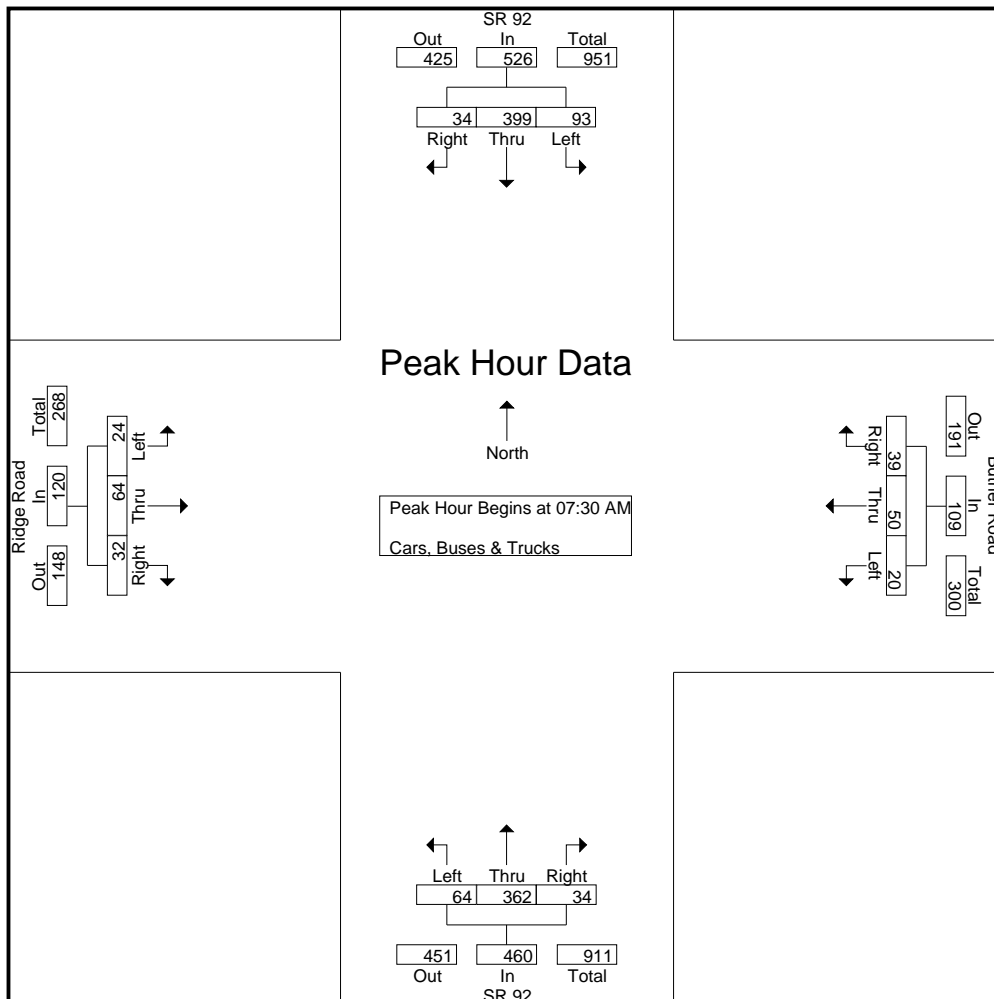 SR 92
Out In Total
425 526 951
34 399 93
Right Thru Left
Peak Hour Data
North
Peak Hour Begins at 07:30 AM
Cars, Buses & Trucks
Ridge Road
Out In Total
148 120 268
24 64 32
Left Thru Right
Road
Out In Total
191 109 300
39 50 20
Right Thru Left
Left Thru Right
64 362 34
451 460 911
Out In Total
SR 92